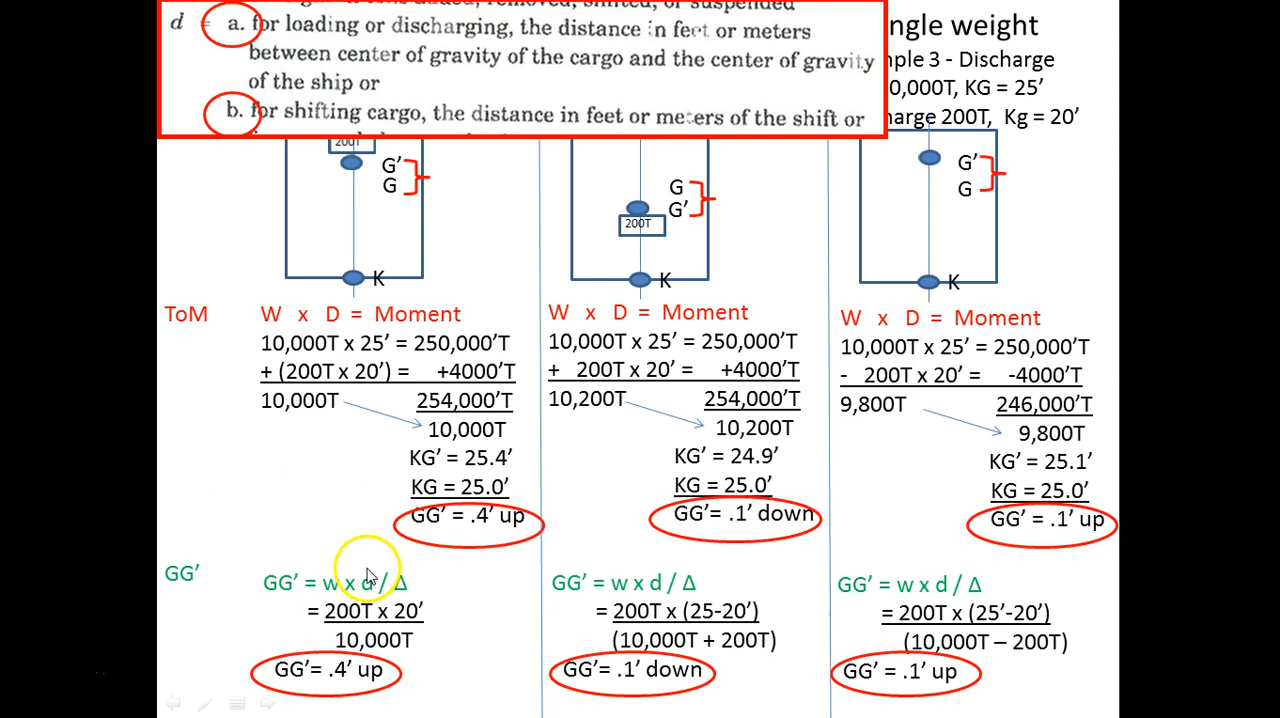 d = a. for loading or discharging, the distance in feet or meters
between center of gravity of the cargo and the center of gravity
of the ship or
b. for shifting cargo, the distance in feet or meters of the shift or
ngle weight
ple 3 - Discharge
0,000T, KG = 25’
harge 200T, Kg = 20’
200T
G’
G
K
G
G’
200T
K
G’
G
K
ToM
W x D = Moment
10,000T x 25’ = 250,000’T
+ (200T x 20’) = +4000’T
10,000T 254,000’T
10,000T
KG’ = 25.4’
KG = 25.0’
GG’ = .4’ up
W x D = Moment
10,000T x 25’ = 250,000’T
+ 200T x 20’ = +4000’T
10,200T 254,000’T
10,200T
KG’ = 24.9’
KG = 25.0’
GG’= .1’ down
W x D = Moment
10,000T x 25’ = 250,000’T
- 200T x 20’ = -4000’T
9,800T 246,000’T
9,800T
KG’ = 25.1’
KG = 25.0’
GG’ = .1’ up
GG’
GG’ = w x d / Δ
= 200T x 20’
10,000T
GG’= .4’ up
GG’ = w x d / Δ
= 200T x (25-20’)
(10,000T + 200T)
GG’= .1’ down
GG’ = w x d / Δ
= 200T x (25’-20’)
(10,000T – 200T)
GG’ = .1’ up